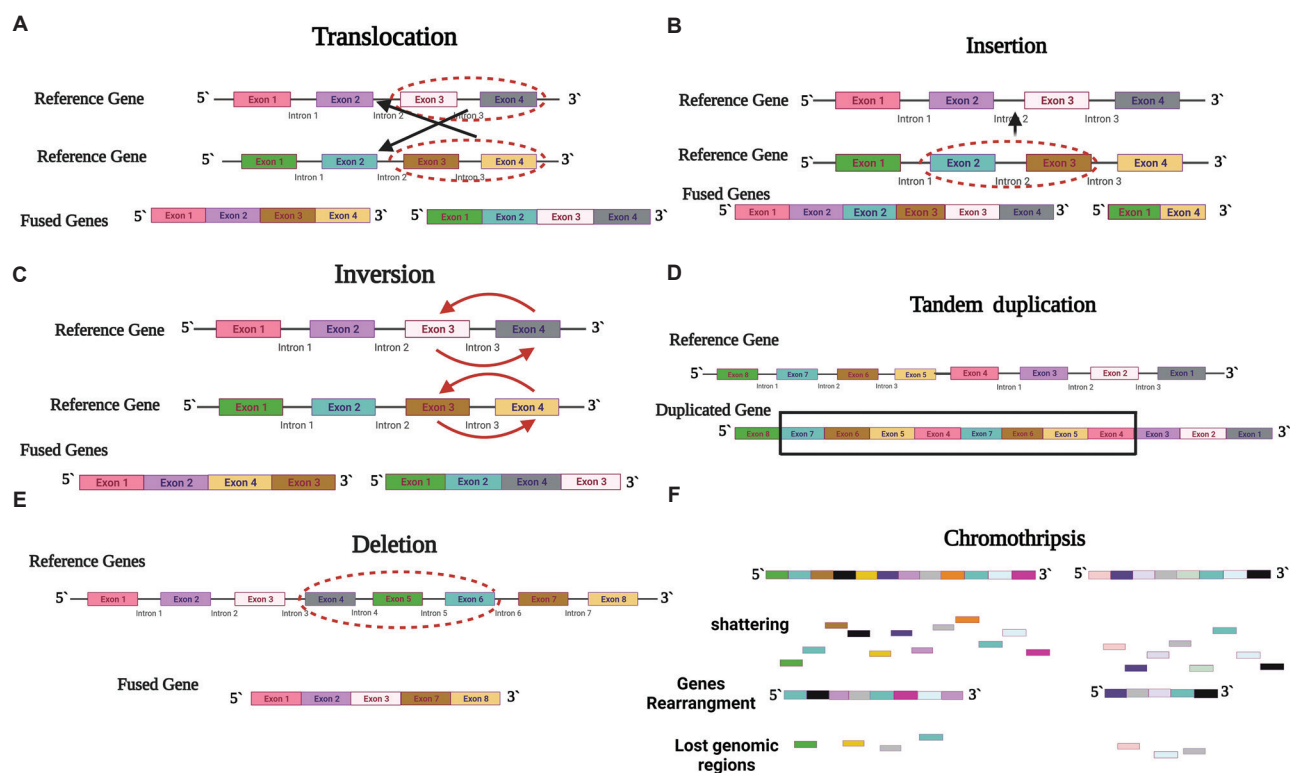 A
Translocation
Reference Gene 5` Exon 1 Exon 2 Exon 3 Exon 4 3`
Intron 1 Intron 2 Intron 3
Reference Gene 5` Exon 1 Exon 2 Exon 3 Exon 4 3`
Intron 1 Intron 2 Intron 3
Fused Genes 5` Exon 1 Exon 2 Exon 3 Exon 4 3` 5` Exon 1 Exon 2 Exon 3 Exon 4 3`
B
Insertion
Reference Gene 5` Exon 1 Exon 2 Exon 3 Exon 4 3`
Intron 1 Intron 2 Intron 3
Reference Gene 5` Exon 1 Exon 2 Exon 3 Exon 4 3`
Intron 1 Intron 2 Intron 3
Fused Genes
5` Exon 1 Exon 2 Exon 2 Exon 3 Exon 3 Exon 4 3` 5` Exon 1 Exon 4 3`
C
Inversion
Reference Gene 5` Exon 1 Exon 2 Exon 3 Exon 4 3`
Intron 1 Intron 2 Intron 3
Reference Gene 5` Exon 1 Exon 2 Exon 3 Exon 4 3`
Intron 1 Intron 2 Intron 3
Fused Genes
5` Exon 1 Exon 2 Exon 4 Exon 3 3` 5` Exon 1 Exon 2 Exon 4 Exon 3 3`
D
Tandem duplication
Reference Gene
5` Exon 8 Exon 7 Exon 6 Exon 5 Exon 4 Exon 3 Exon 2 Exon 1 3`
Intron 1 Intron 2 Intron 3 Intron 1 Intron 2 Intron 3
Duplicated Gene
5` Exon 8 Exon 7 Exon 6 Exon 5 Exon 4 Exon 7 Exon 6 Exon 5 Exon 4 Exon 3 Exon 2 Exon 1 3`
E
Deletion
Reference Genes
5` Exon 1 Exon 2 Exon 3 Exon 4 Exon 5 Exon 6 Exon 7 Exon 8 3`
Intron 1 Intron 2 Intron 3 Intron 4 Intron 5 Intron 6 Intron 7
Fused Gene 5` Exon 1 Exon 2 Exon 3 Exon 7 Exon 8 3`
F
Chromothripsis
5` 3` 5` 3`
shattering
Genes
Rearrangment
5` 3` 5` 3`
Lost genomic
regions